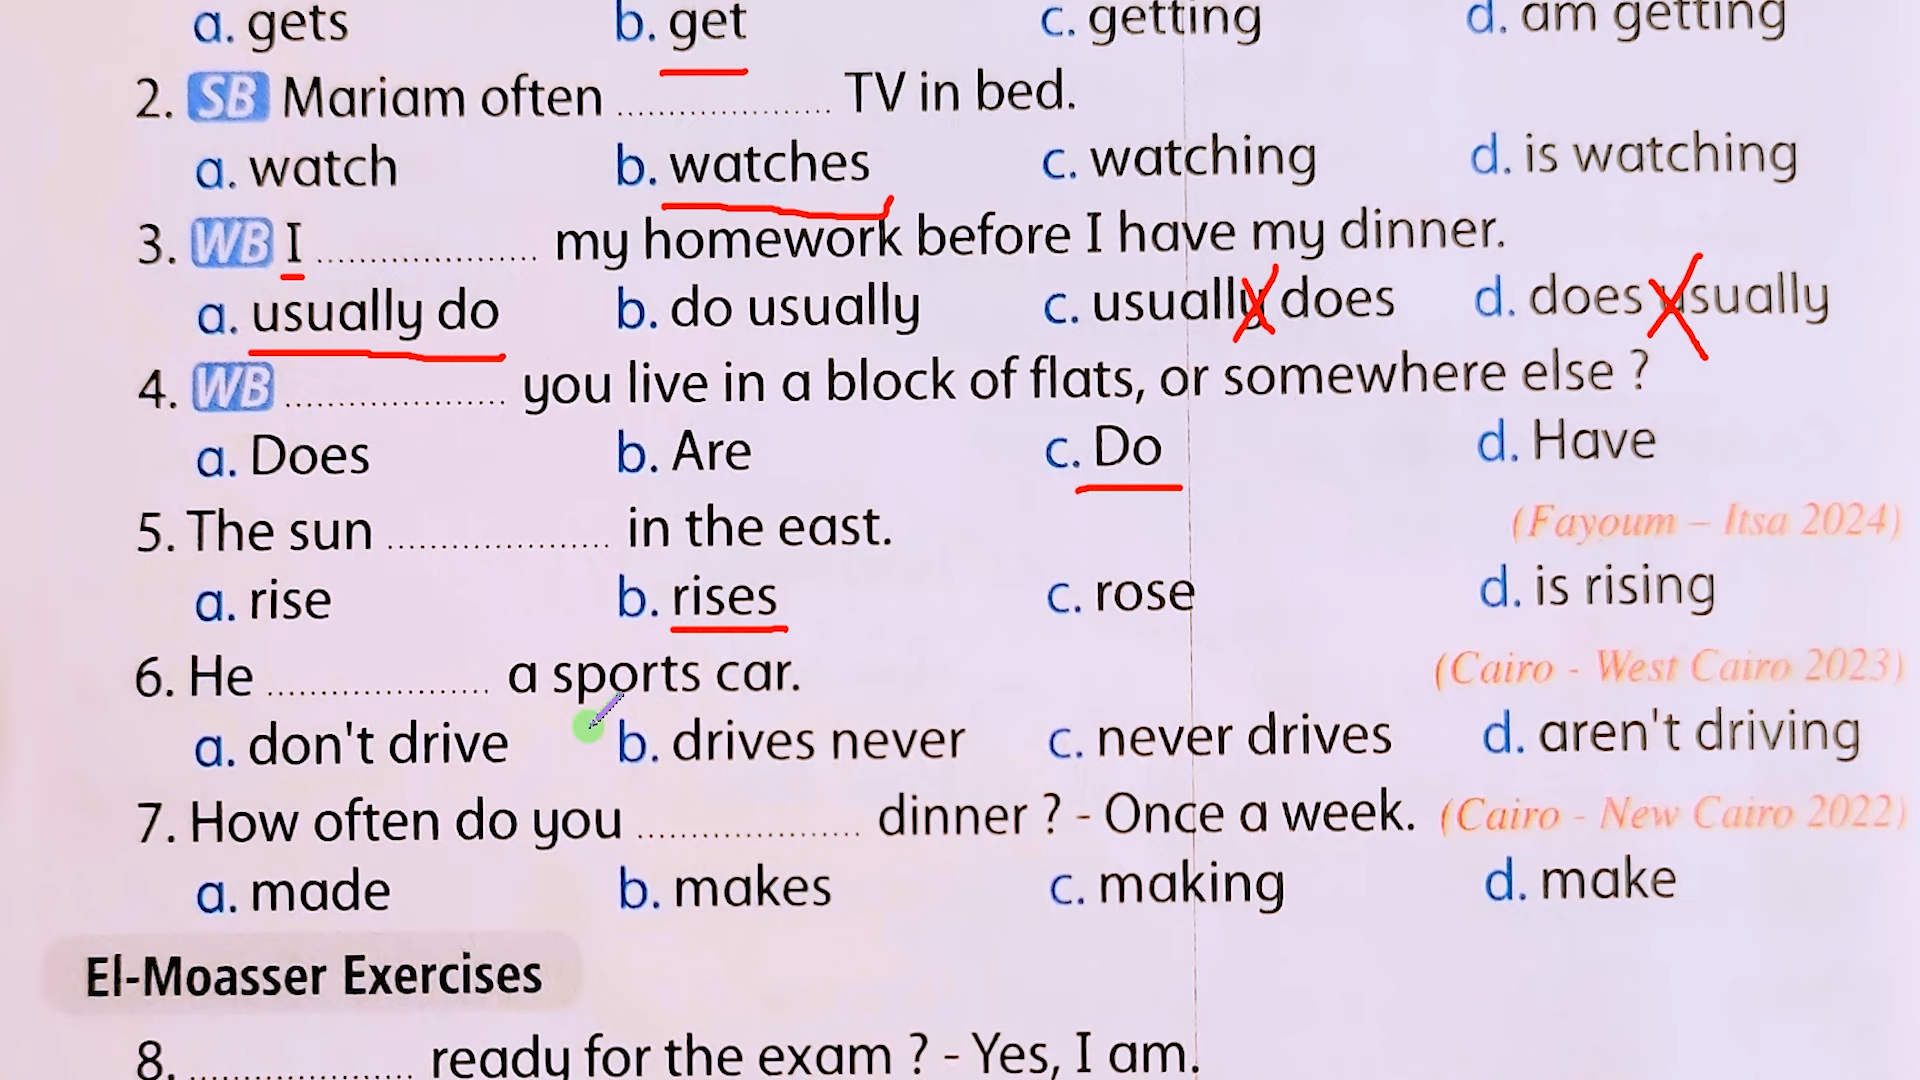 a. gets b. get c. getting d. am getting
2. SB Mariam often .................... TV in bed.
a. watch b. watches c. watching d. is watching
3. WB I .................... my homework before I have my dinner.
a. usually do b. do usually c. usually does d. does usually
4. WB .................... you live in a block of flats, or somewhere else ?
a. Does b. Are c. Do d. Have
5. The sun .................... in the east. (Fayoum – Itsa 2024)
a. rise b. rises c. rose d. is rising
6. He .................... a sports car. (Cairo - West Cairo 2023)
a. don't drive b. drives never c. never drives d. aren't driving
7. How often do you .................... dinner ? - Once a week. (Cairo - New Cairo 2022)
a. made b. makes c. making d. make
El-Moasser Exercises
8. .................... ready for the exam ? - Yes, I am.